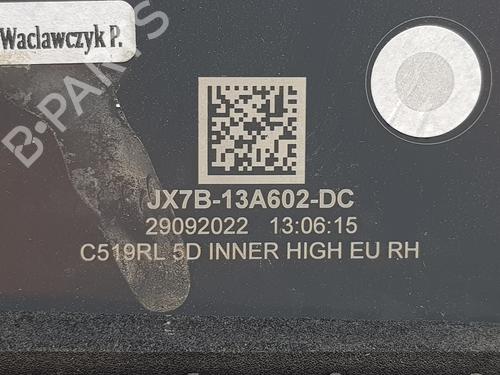 Waclawczyk P.
B-PARTS
JX7B-13A602-DC
29092022 13:06:15
C519RL 5D INNER HIGH EU RH